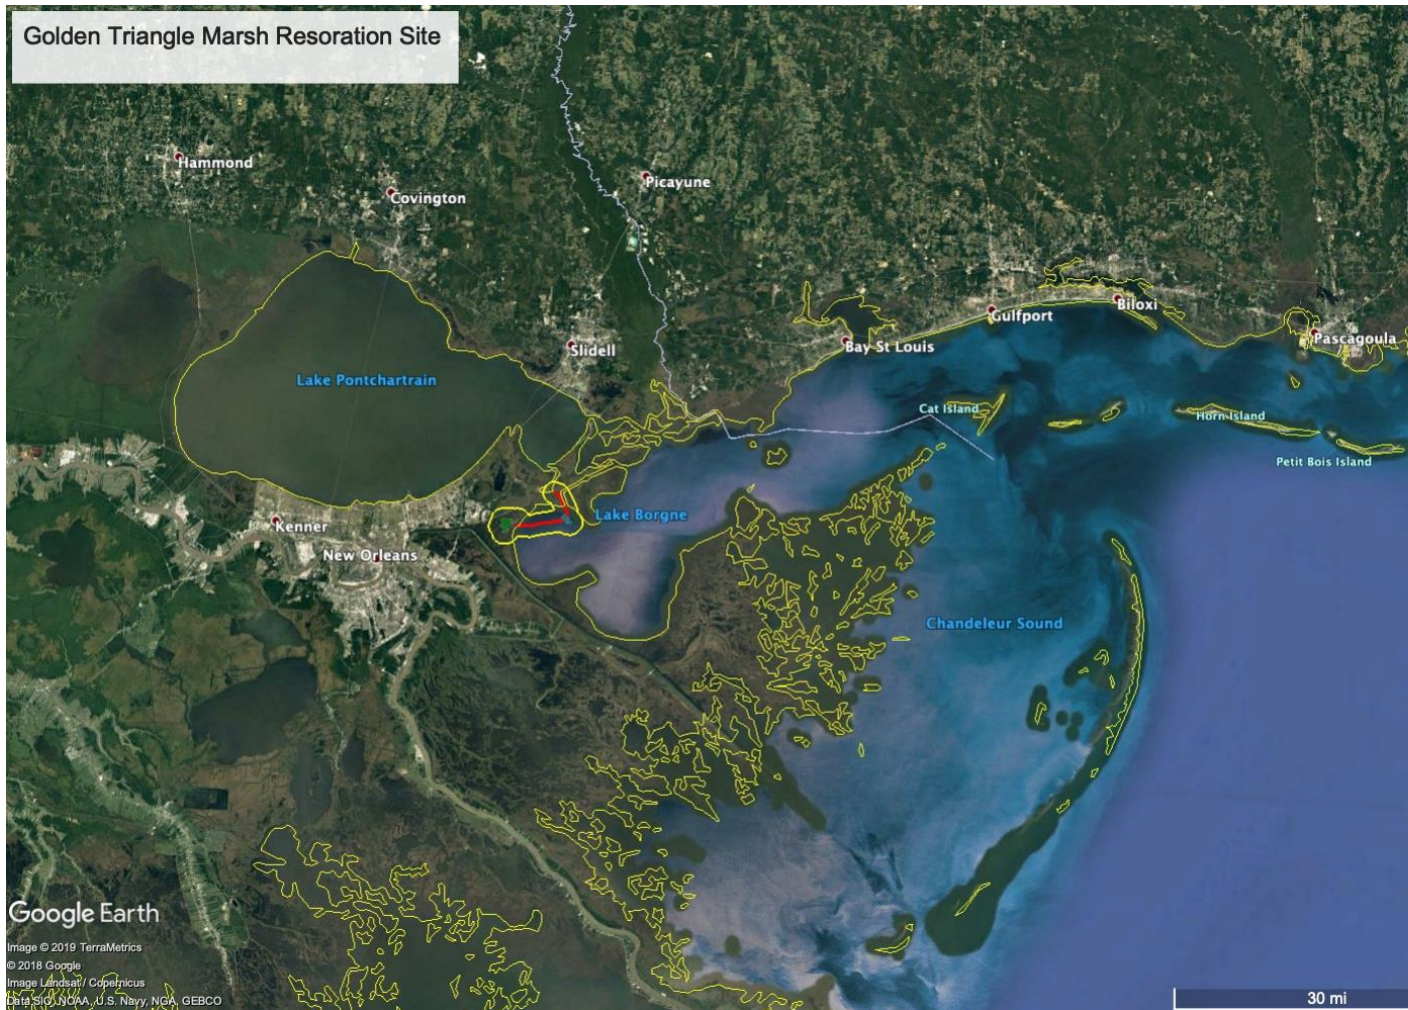 Golden Triangle Marsh Resoration Site
Hammond
Picayune
Covington
Biloxi
Gulfport
Pascagoula
Slidell
Bay St Louis
Lake Pontchartrain
Cat Island
Horn Island
Petit Bois Island
Lake Borgne
Kenner
New Orleans
Chandeleur Sound
Google Earth
Image © 2019 TerraMetrics
© 2018 Google
Image Landsat / Copernicus
Data SIO, NOAA, U.S. Navy, NGA, GEBCO
30 mi